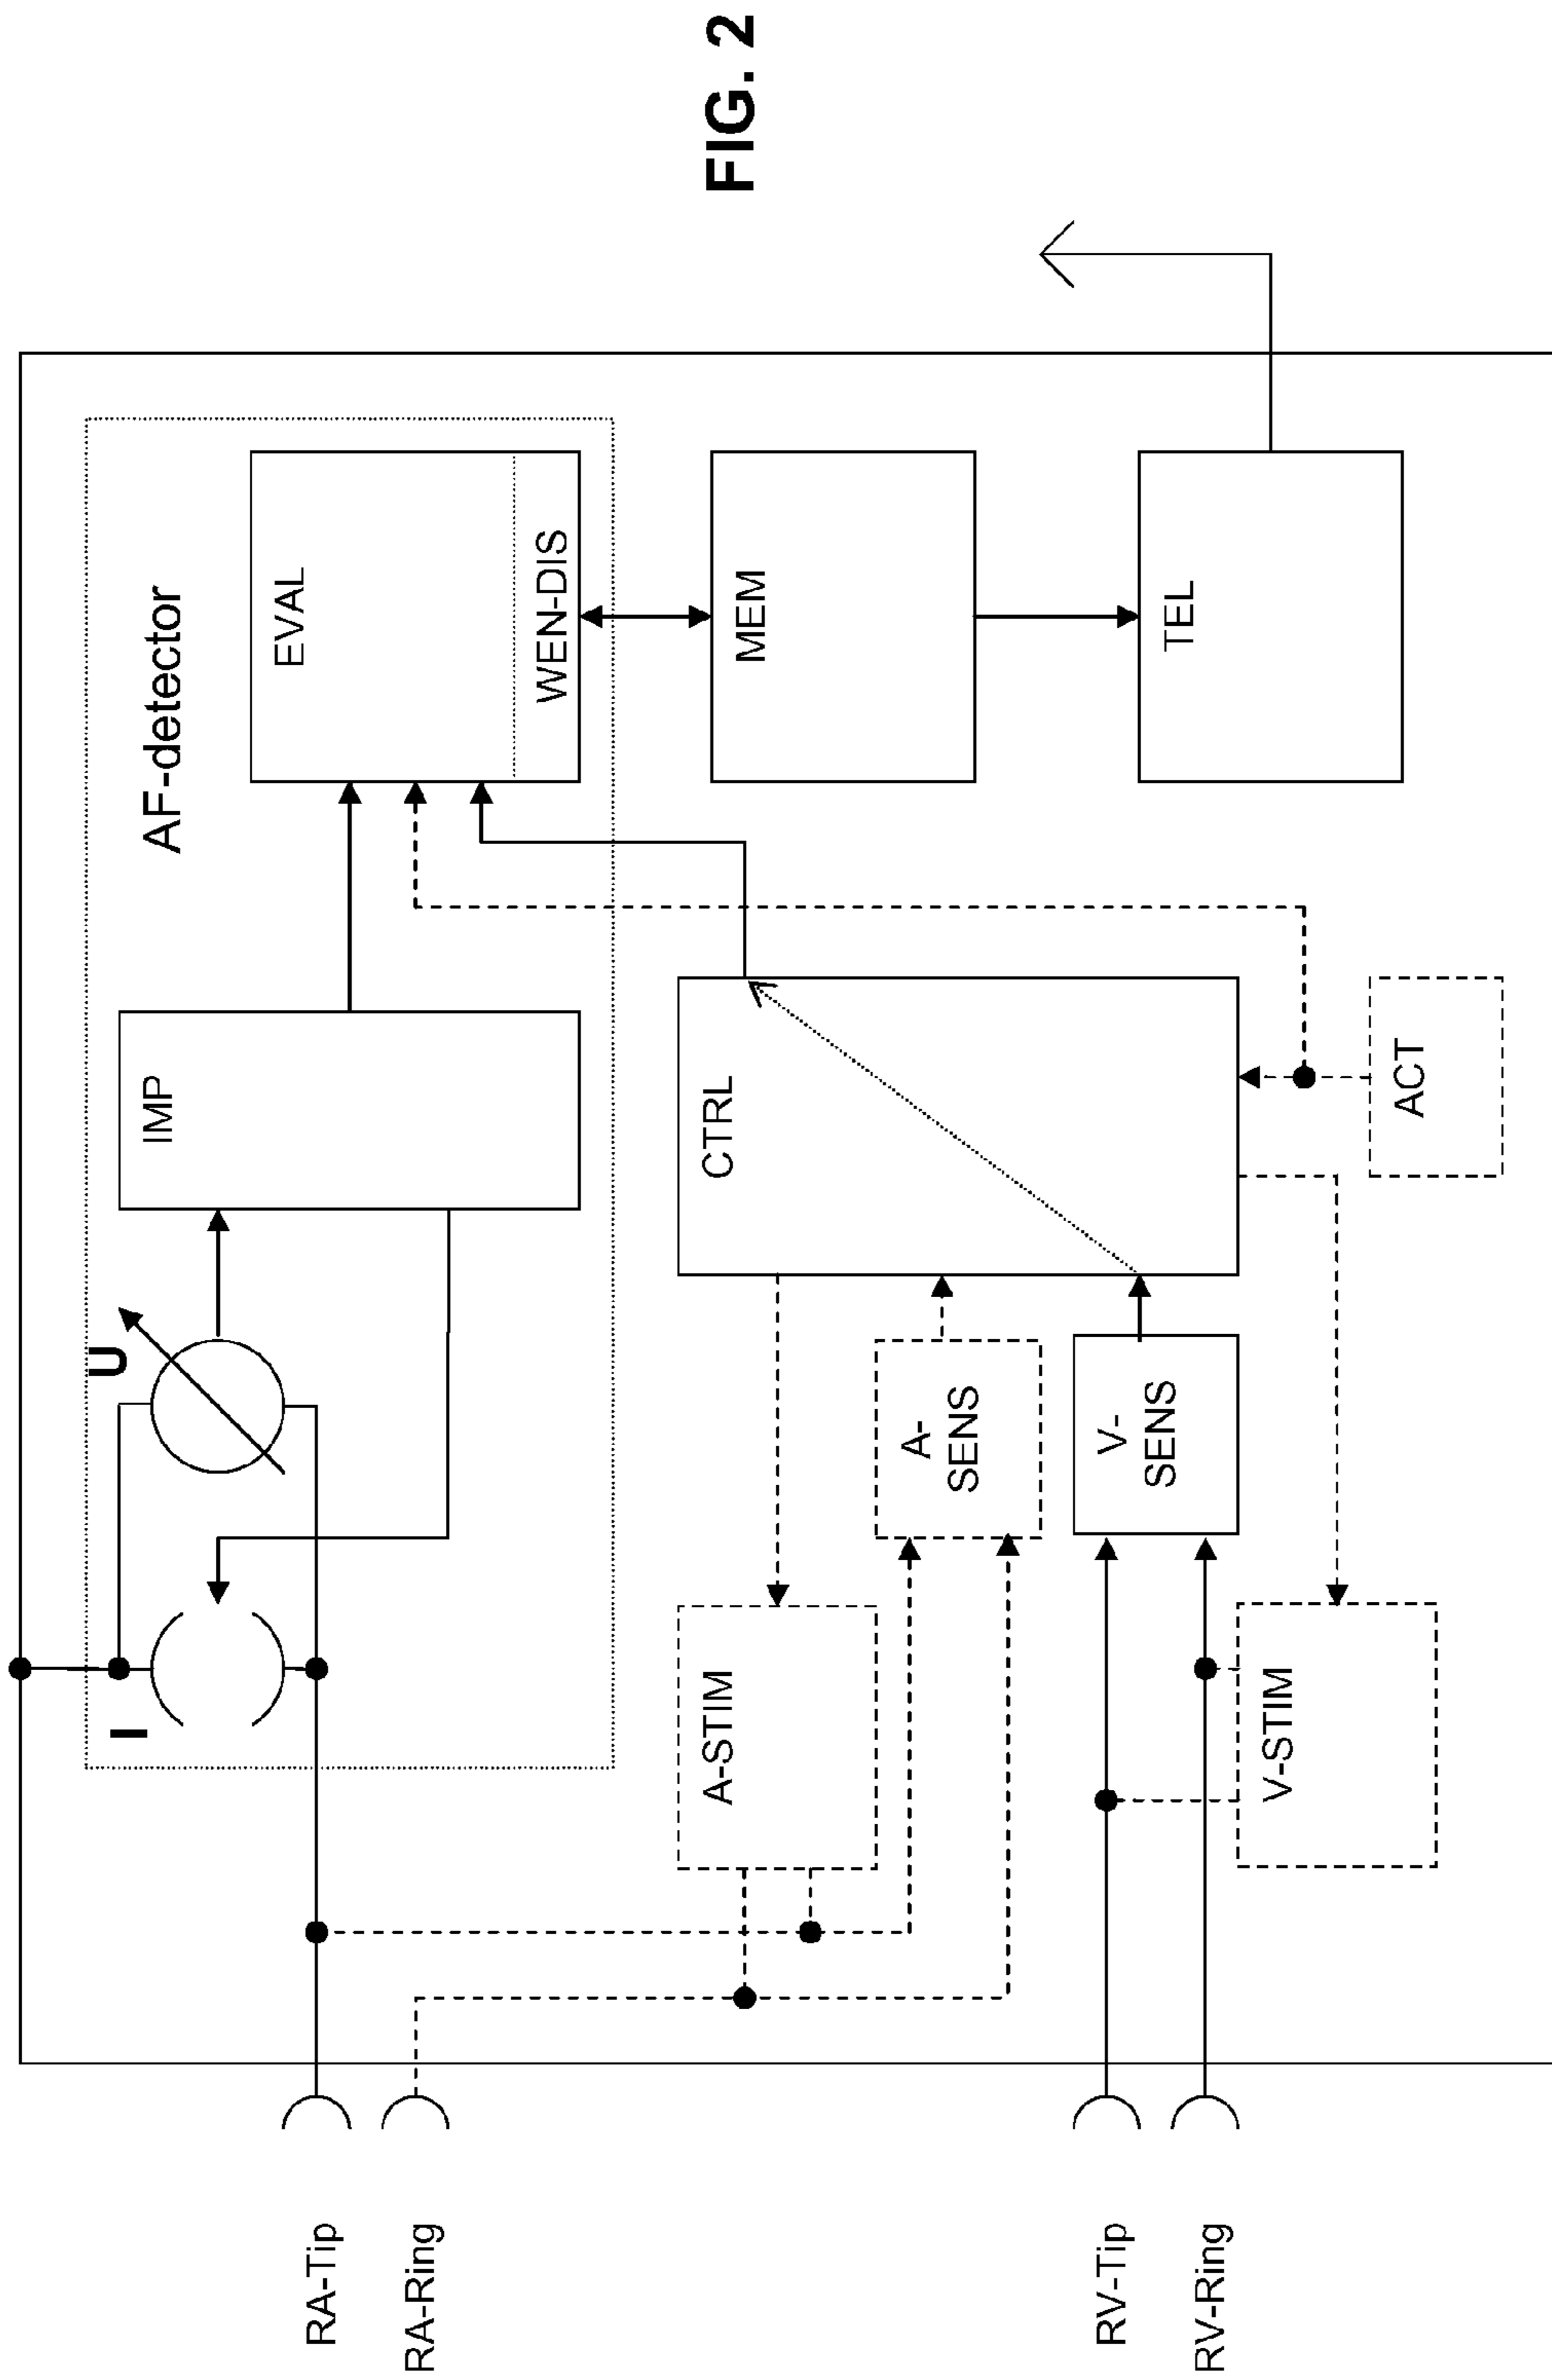 FIG. 2
AF-detector
I
U
IMP
EVAL
WEN-DIS
RA-Tip
RA-Ring
A-STIM
A-
SENS
CTRL
MEM
RV-Tip
RV-Ring
V-
SENS
V-STIM
ACT
TEL